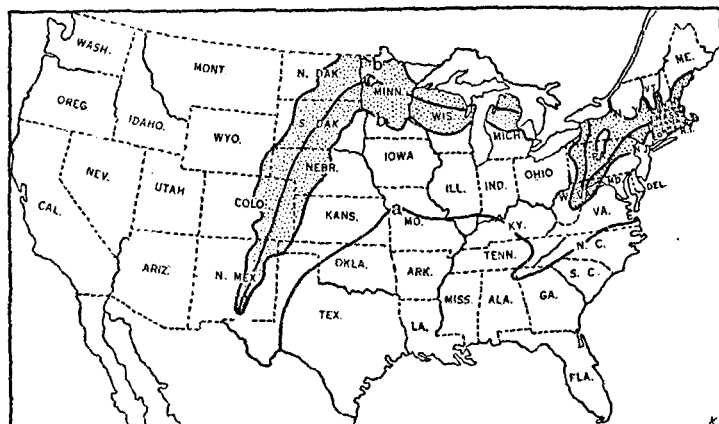 WASH.
MONT.
N. DAK.
b
c
MINN.
ME.
VT.
OREG
IDAHO.
S. DAK
b
WIS.
MICH
WYO.
NEBR.
IOWA
NEV.
UTAH
COLO
ILL.
IND.
OHIO
DEL.
CAL.
KANS.
a
MO.
KY.
VA.
ARIZ.
N. MEX
OKLA.
ARK.
TENN.
N. C.
S. C.
TEX.
MISS.
ALA.
GA.
LA.
FLA.
K